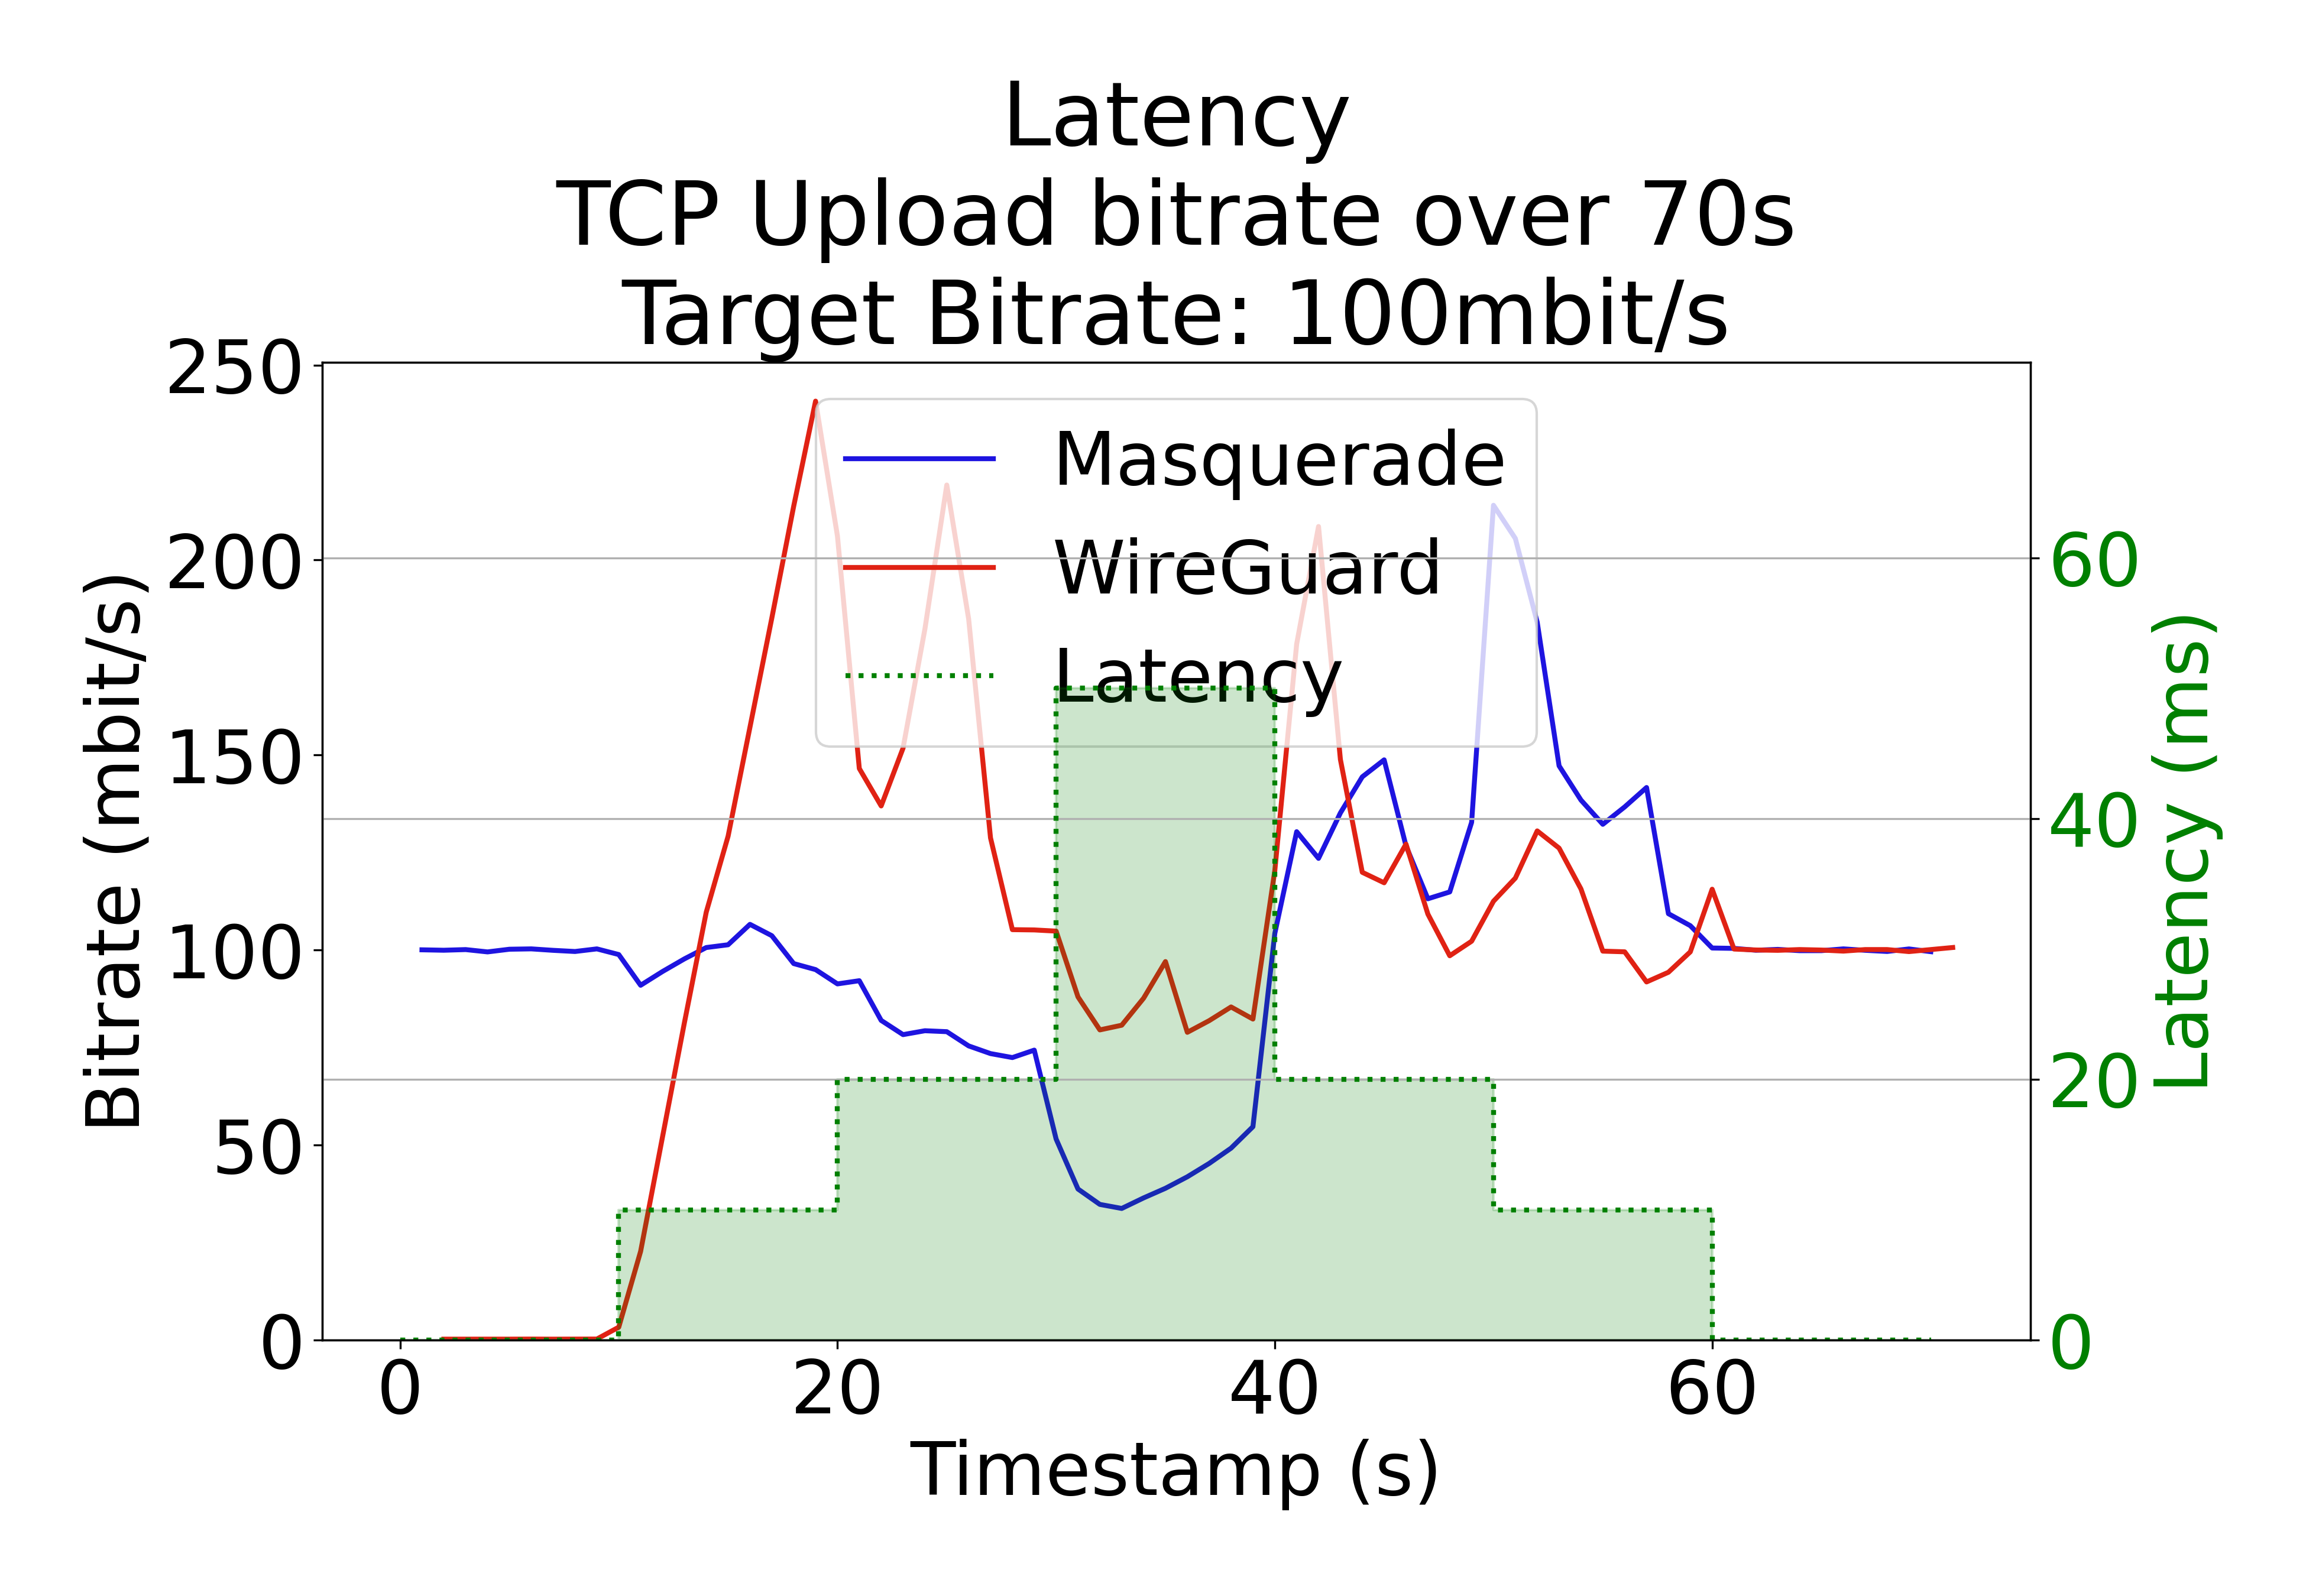 Latency
TCP Upload bitrate over 70s
Target Bitrate: 100mbit/s
250
200
150
100
50
0
Bitrate (mbit/s)
Masquerade
WireGuard
Latency
60
40
20
0
Latency (ms)
0 20 40 60
Timestamp (s)